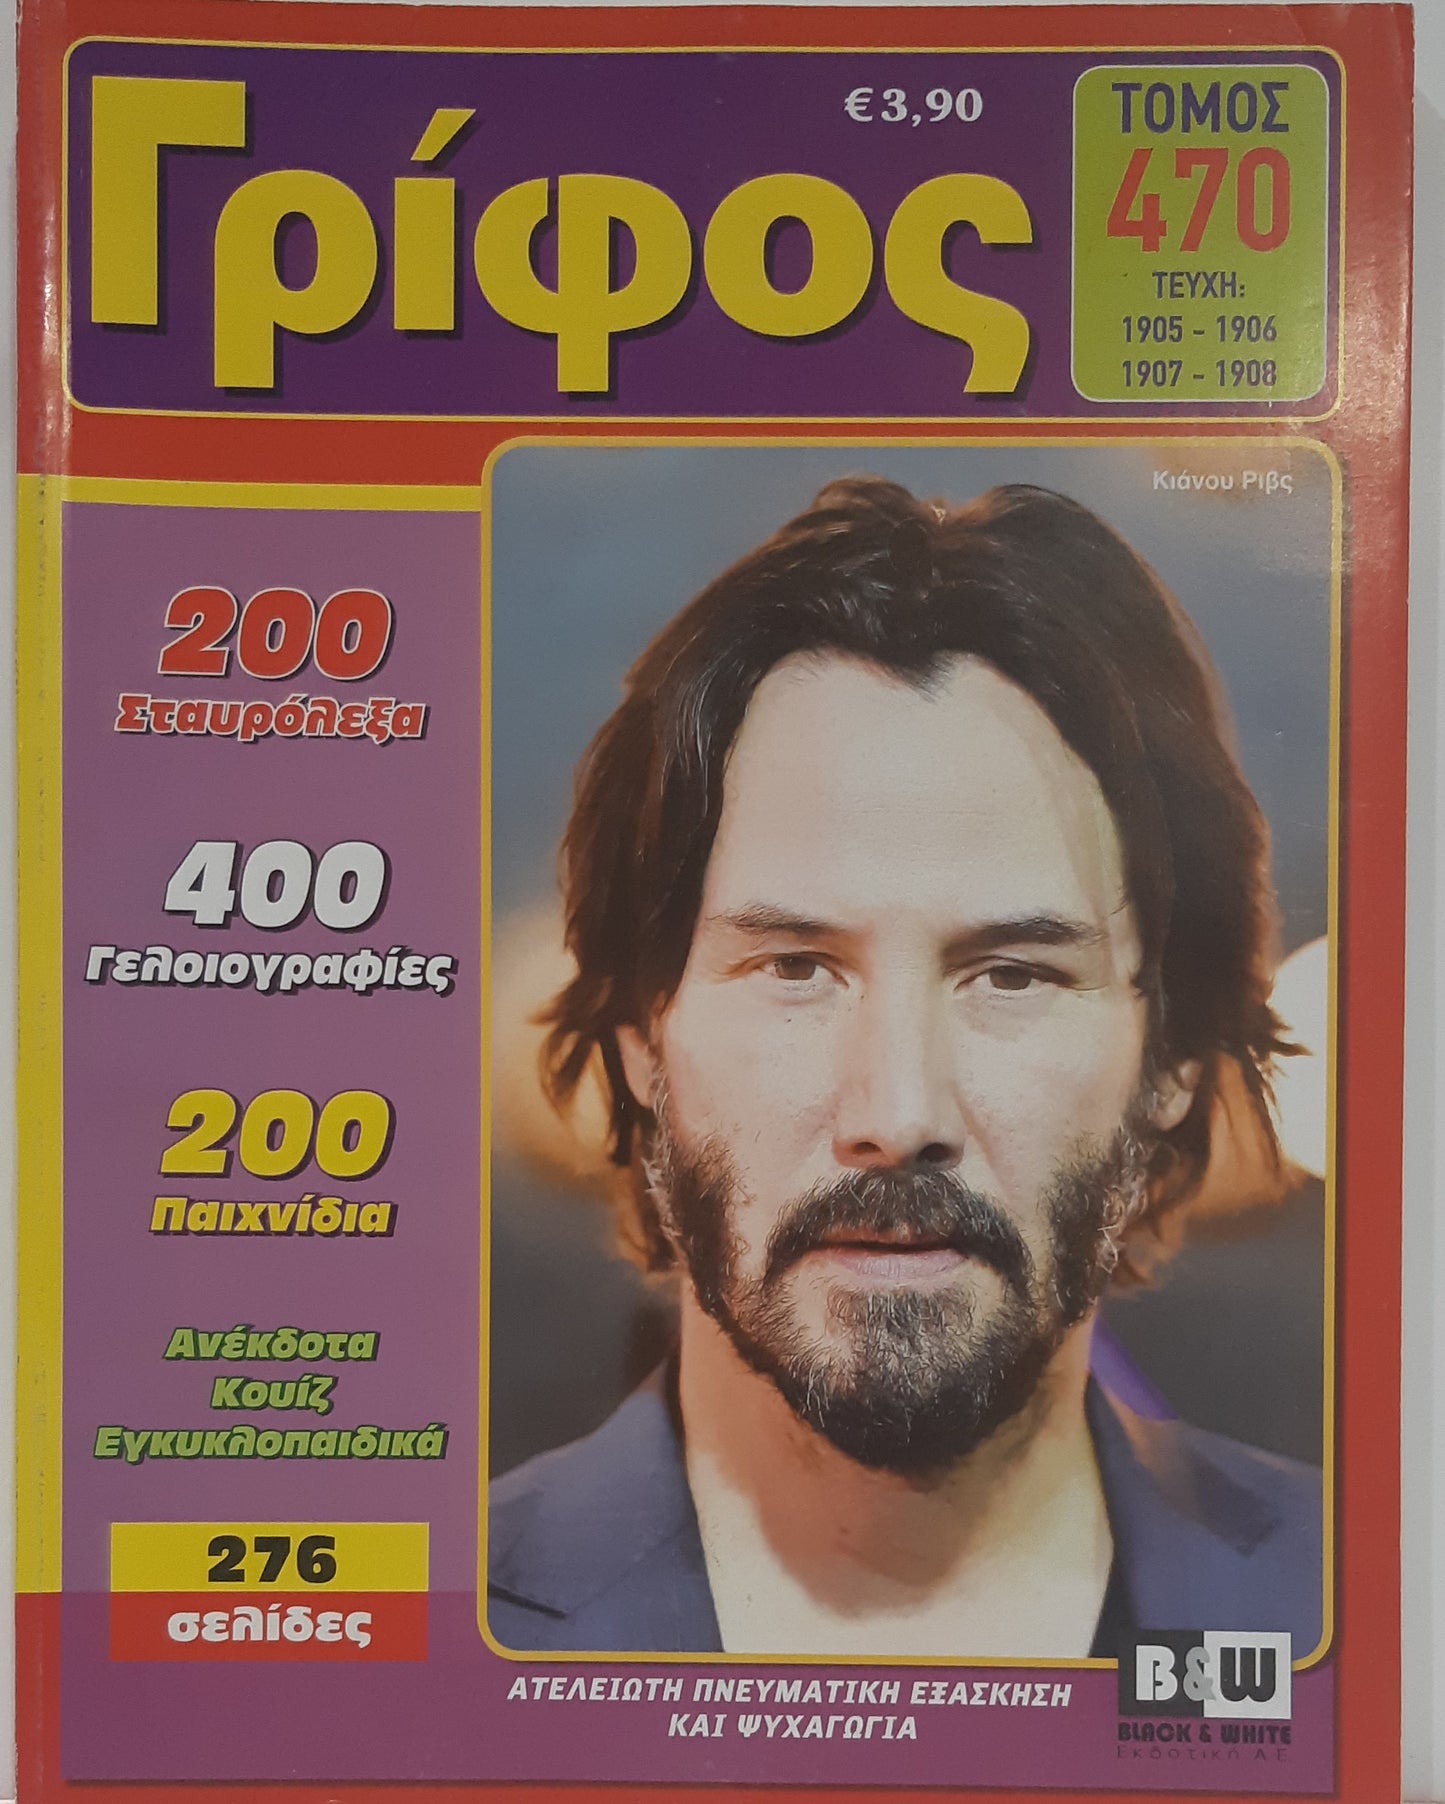 Γρίφος
€3,90
ΤΟΜΟΣ
470
ΤΕΥΧΗ:
1905 - 1906
1907 - 1908
Κιάνου Ριβς
200
Σταυρόλεξα
400
Γελοιογραφίες
200
Παιχνίδια
Ανέκδοτα
Κουίζ
Εγκυκλοπαιδικά
276
σελίδες
ΑΤΕΛΕΙΩΤΗ ΠΝΕΥΜΑΤΙΚΗ ΕΞΑΣΚΗΣΗ
ΚΑΙ ΨΥΧΑΓΩΓΙΑ
B&W
BLACK & WHITE
Εκδοτική Α.Ε